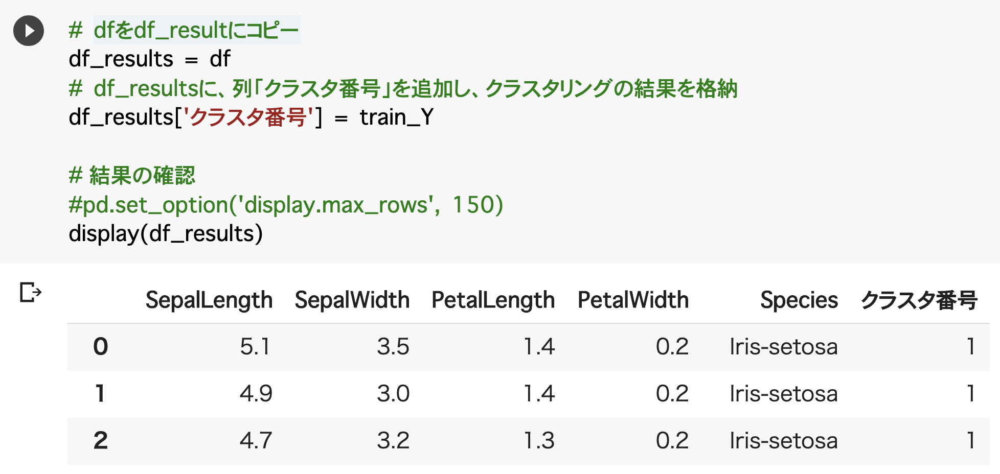 # dfをdf_resultにコピー
df_results = df
# df_resultsに、列「クラスタ番号」を追加し、クラスタリングの結果を格納
df_results['クラスタ番号'] = train_Y
# 結果の確認
#pd.set_option('display.max_rows', 150)
display(df_results)
SepalLength SepalWidth PetalLength PetalWidth Species クラスタ番号
0 5.1 3.5 1.4 0.2 Iris-setosa 1
1 4.9 3.0 1.4 0.2 Iris-setosa 1
2 4.7 3.2 1.3 0.2 Iris-setosa 1